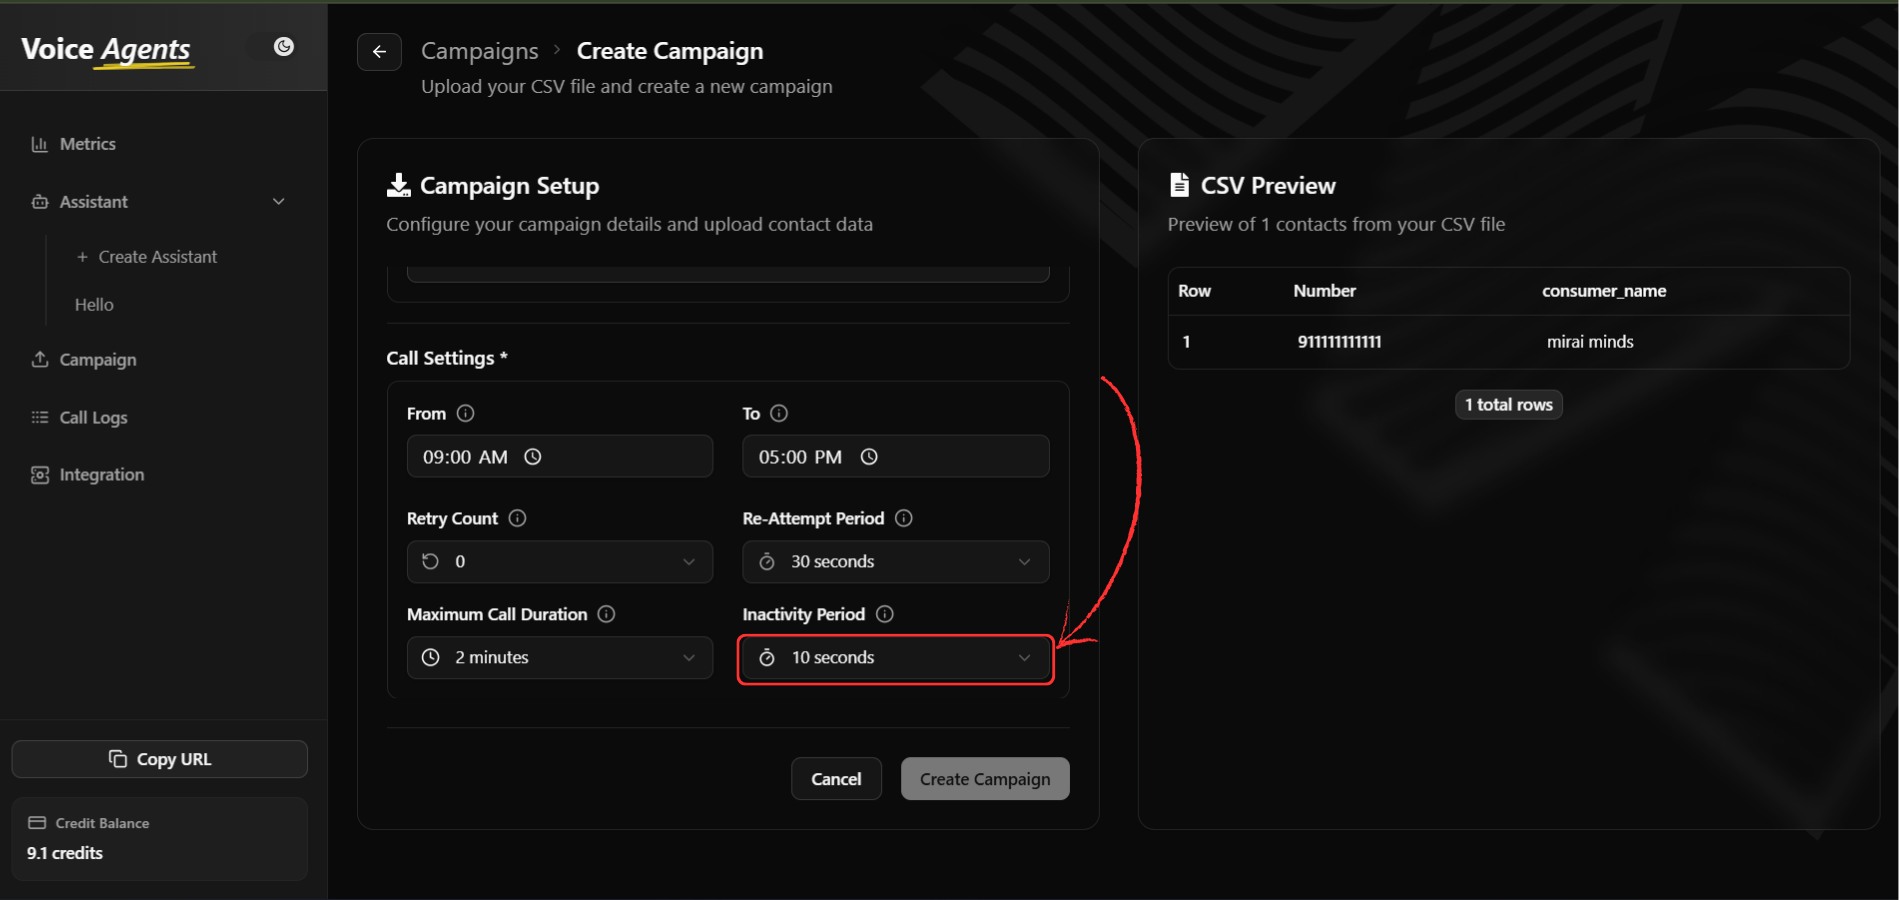 Voice Agents
Metrics
Assistant
+ Create Assistant
Hello
Campaign
Call Logs
Integration
Copy URL
Credit Balance
9.1 credits
Campaigns > Create Campaign
Upload your CSV file and create a new campaign
Campaign Setup
Configure your campaign details and upload contact data
Call Settings *
From
To
09:00 AM
05:00 PM
Retry Count
Re-Attempt Period
0
30 seconds
Maximum Call Duration
Inactivity Period
2 minutes
10 seconds
Cancel
Create Campaign
CSV Preview
Preview of 1 contacts from your CSV file
Row Number consumer_name
1 911111111111 mirai minds
1 total rows